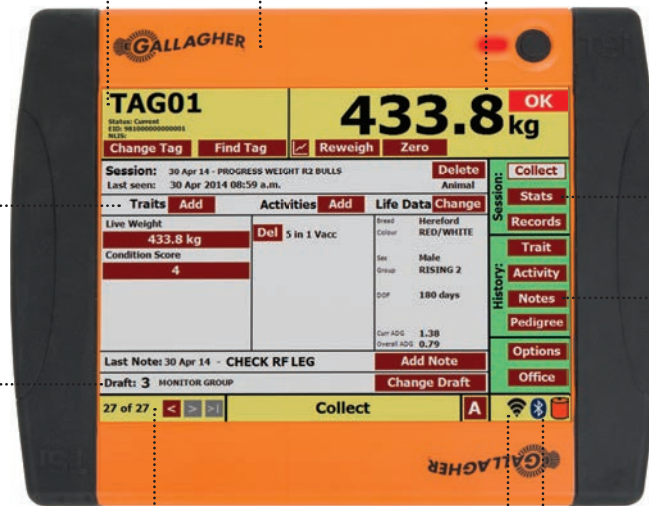 GALLAGHER
TAG01
Status: Current
EID: 981000000000001
NLIS:
Change Tag Find Tag
433.8 kg
OK
Reweigh Zero
Session: 30 Apr 14 - PROGRESS WEIGHT R2 BULLS Delete
Last seen: 30 Apr 2014 08:59 a.m. Animal
Traits Add Activities Add Life Data Change
Live Weight
433.8 kg
Condition Score
4
Del 5 in 1 Vacc
Breed Hereford
Colour RED/WHITE
Sex Male
Group RISING 2
DOF 180 days
Curr ADG 1.38
Overall ADG 0.79
Last Note: 30 Apr 14 - CHECK RF LEG Add Note
Draft: 3 MONITOR GROUP Change Draft
27 of 27 < > >| Collect A
Session:
Collect
Stats
Records
History:
Trait
Activity
Notes
Pedigree
Options
Office
GALLAGHER